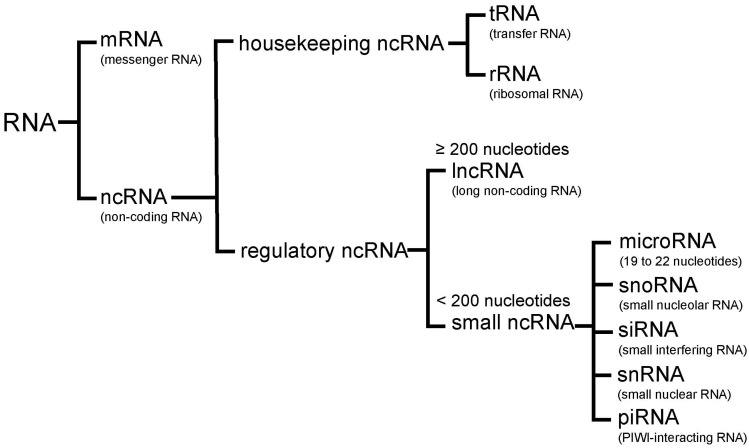 RNA
mRNA
(messenger RNA)
ncRNA
(non-coding RNA)
housekeeping ncRNA
tRNA
(transfer RNA)
rRNA
(ribosomal RNA)
regulatory ncRNA
≥ 200 nucleotides
lncRNA
(long non-coding RNA)
< 200 nucleotides
small ncRNA
microRNA
(19 to 22 nucleotides)
snoRNA
(small nucleolar RNA)
siRNA
(small interfering RNA)
snRNA
(small nuclear RNA)
piRNA
(PIWI-interacting RNA)